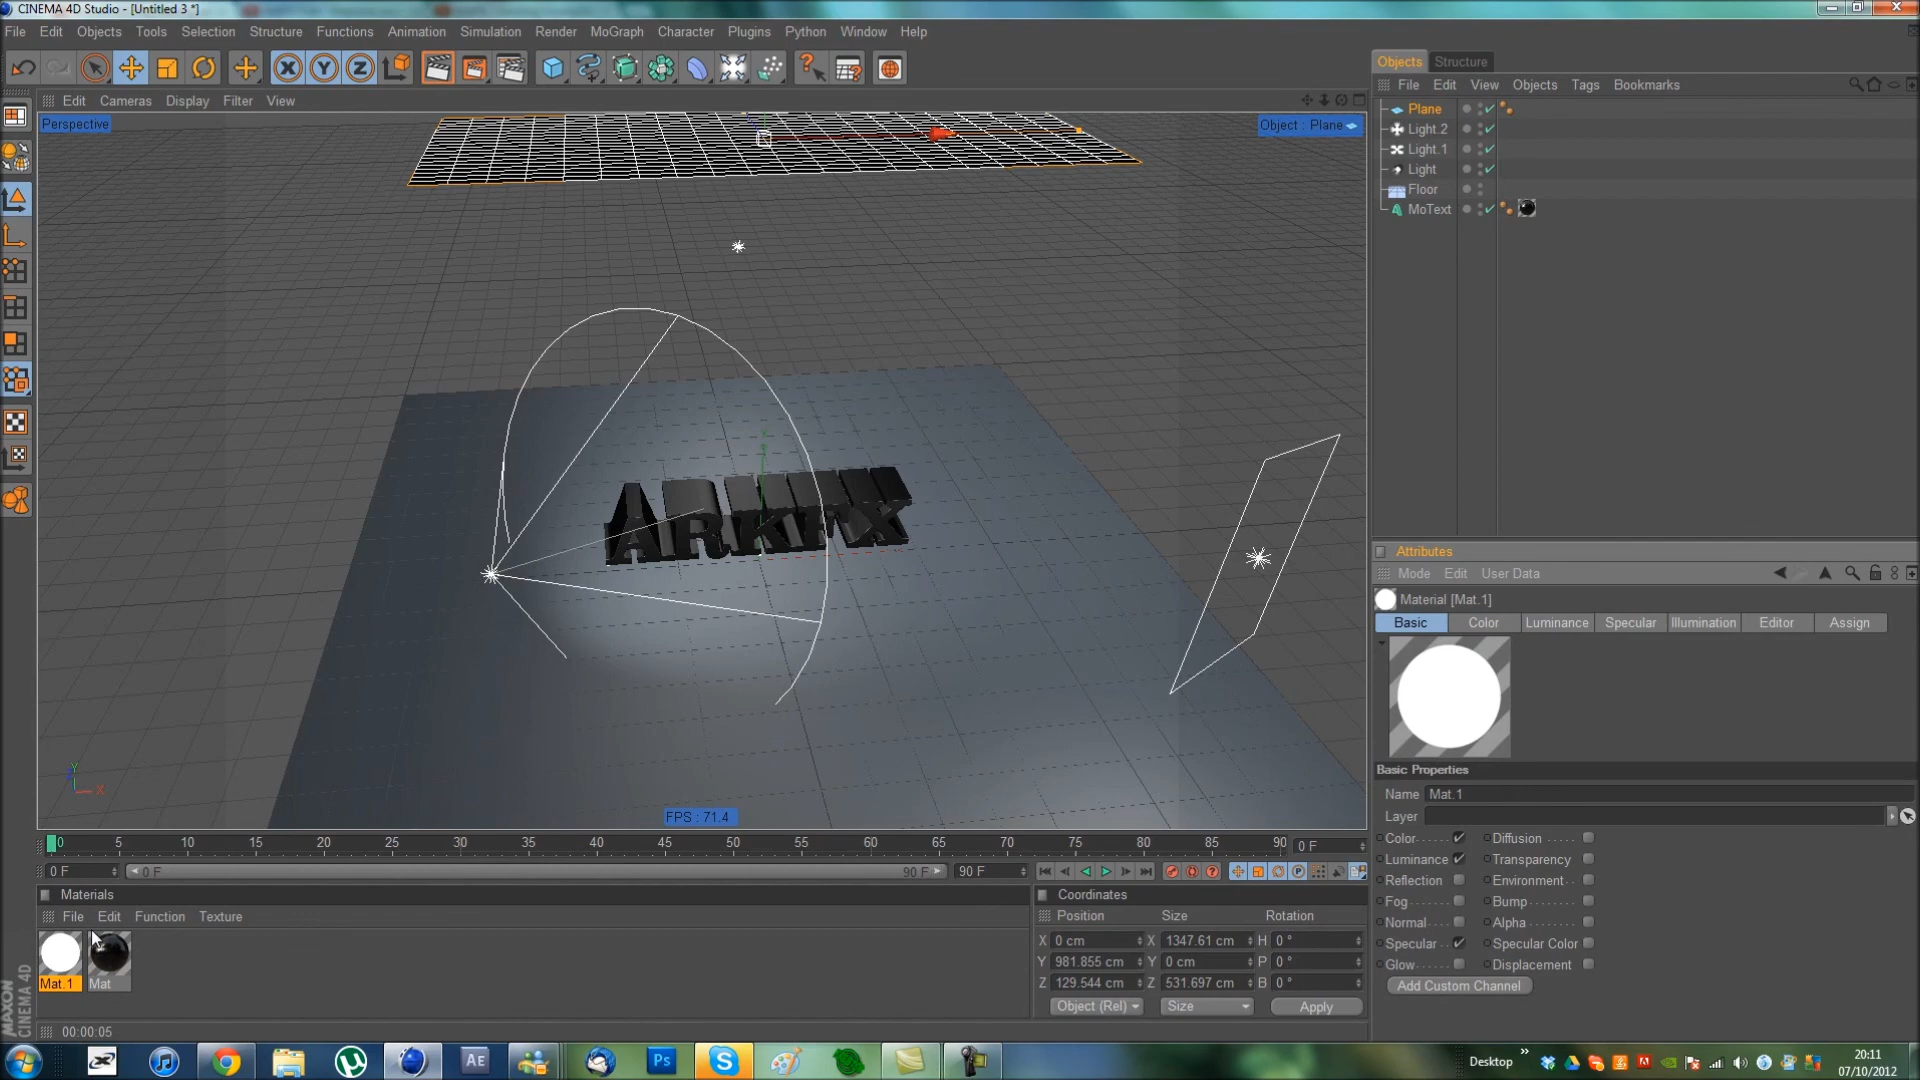 CINEMA 4D Studio - [Untitled 3 *]
File Edit Objects Tools Selection Structure Functions Animation Simulation Render MoGraph Character Plugins Python Window Help
Edit Cameras Display Filter View
Perspective
Object : Plane
ARKFX
FPS : 71.4
0 5 10 15 20 25 30 35 40 45 50 55 60 65 70 75 80 85 90 0 F
0 F 0 F 90 F 90 F
Materials
File Edit Function Texture
Mat.1 Mat
MAXON CINEMA 4D
00:00:05
Coordinates
Position Size Rotation
X 0 cm X 1347.61 cm H 0 °
Y 981.855 cm Y 0 cm P 0 °
Z 129.544 cm Z 531.697 cm B 0 °
Object (Rel) Size Apply
Objects Structure
File Edit View Objects Tags Bookmarks
Plane
Light.2
Light.1
Light
Floor
MoText
Attributes
Mode Edit User Data
Material [Mat.1]
Basic Color Luminance Specular Illumination Editor Assign
Basic Properties
Name Mat.1
Layer
Color Diffusion
Luminance Transparency
Reflection Environment
Fog Bump
Normal Alpha
Specular Specular Color
Glow Displacement
Add Custom Channel
AE Ps
Desktop
20:11
07/10/2012